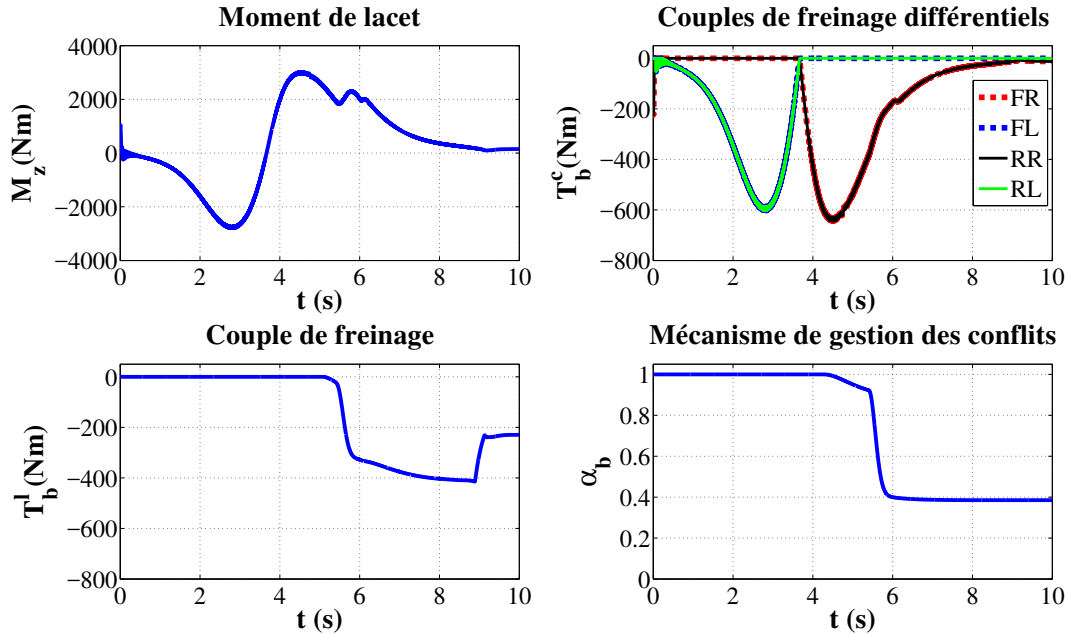 Moment de lacet
4000
2000
0
−2000
−4000
M_z(Nm)
0 2 4 6 8 10
t (s)
Couples de freinage différentiels
0
−200
−400
−600
−800
T_b^c(Nm)
FR
FL
RR
RL
0 2 4 6 8 10
t (s)
Couple de freinage
0
−200
−400
−600
−800
T_b^l(Nm)
0 2 4 6 8 10
t (s)
Mécanisme de gestion des conflits
1
0.8
0.6
0.4
0.2
0
α_b
0 2 4 6 8 10
t (s)